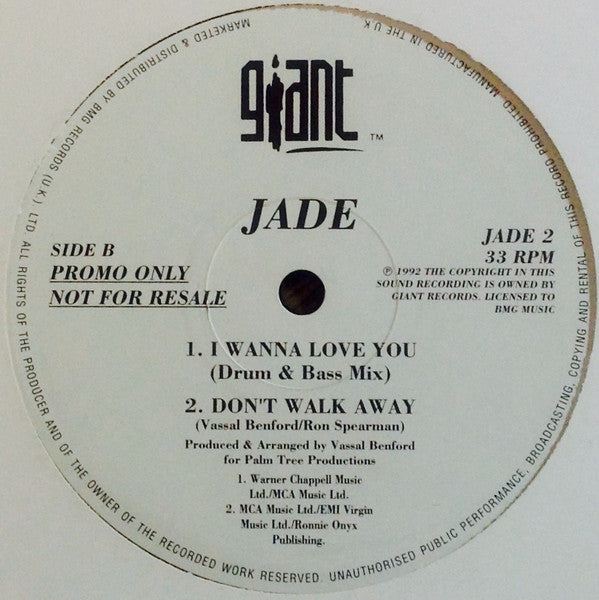 giant
TM
JADE
SIDE B
PROMO ONLY
NOT FOR RESALE
JADE 2
33 RPM
℗ 1992 THE COPYRIGHT IN THIS
SOUND RECORDING IS OWNED BY
GIANT RECORDS. LICENSED TO
BMG MUSIC
1. I WANNA LOVE YOU
(Drum & Bass Mix)
2. DON'T WALK AWAY
(Vassal Benford/Ron Spearman)
Produced & Arranged by Vassal Benford
for Palm Tree Productions
1. Warner Chappell Music
Ltd./MCA Music Ltd.
2. MCA Music Ltd./EMI Virgin
Music Ltd./Ronnie Onyx
Publishing.
MARKETED & DISTRIBUTED BY BMG RECORDS (U.K.) LTD. ALL RIGHTS OF THE PRODUCER AND OF THE OWNER OF THE RECORDED WORK RESERVED. UNAUTHORISED PUBLIC PERFORMANCE, BROADCASTING, COPYING AND RENTAL OF THIS RECORD PROHIBITED. MANUFACTURED IN THE U.K.